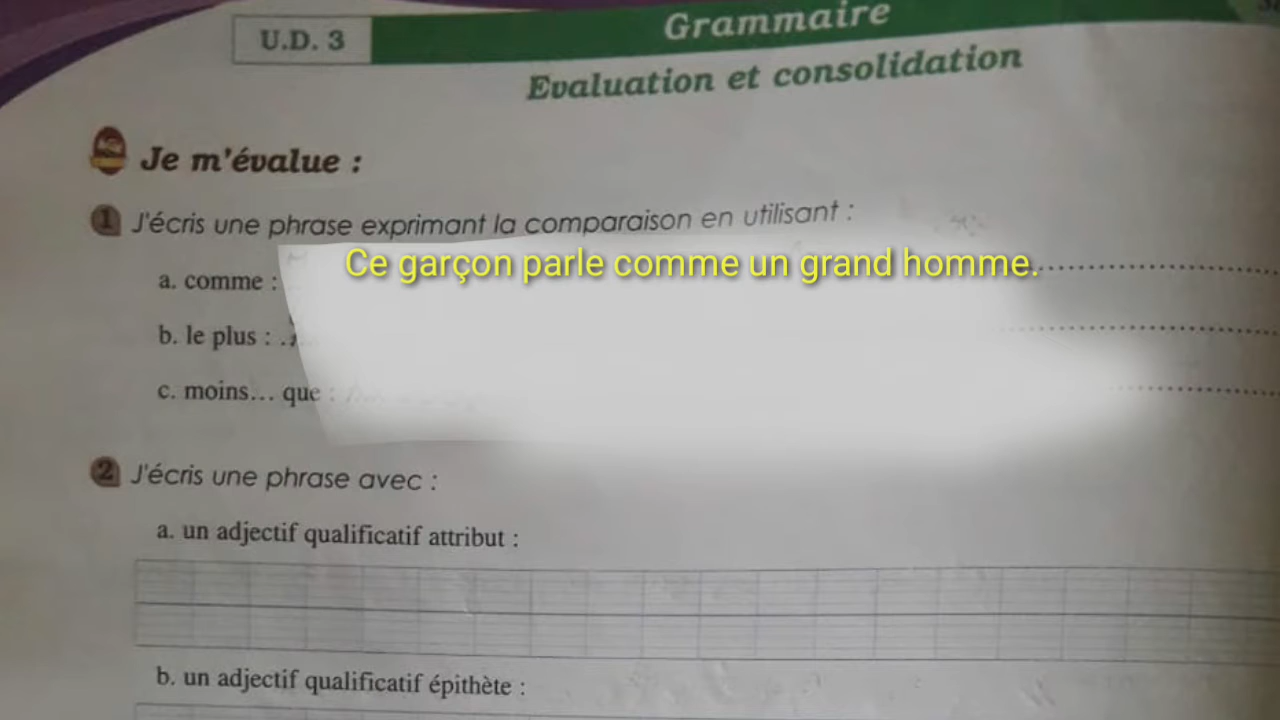 U.D. 3
Grammaire
Evaluation et consolidation
Je m'évalue :
1 J'écris une phrase exprimant la comparaison en utilisant :
a. comme : Ce garçon parle comme un grand homme.
b. le plus :
c. moins... que :
2 J'écris une phrase avec :
a. un adjectif qualificatif attribut :
b. un adjectif qualificatif épithète :